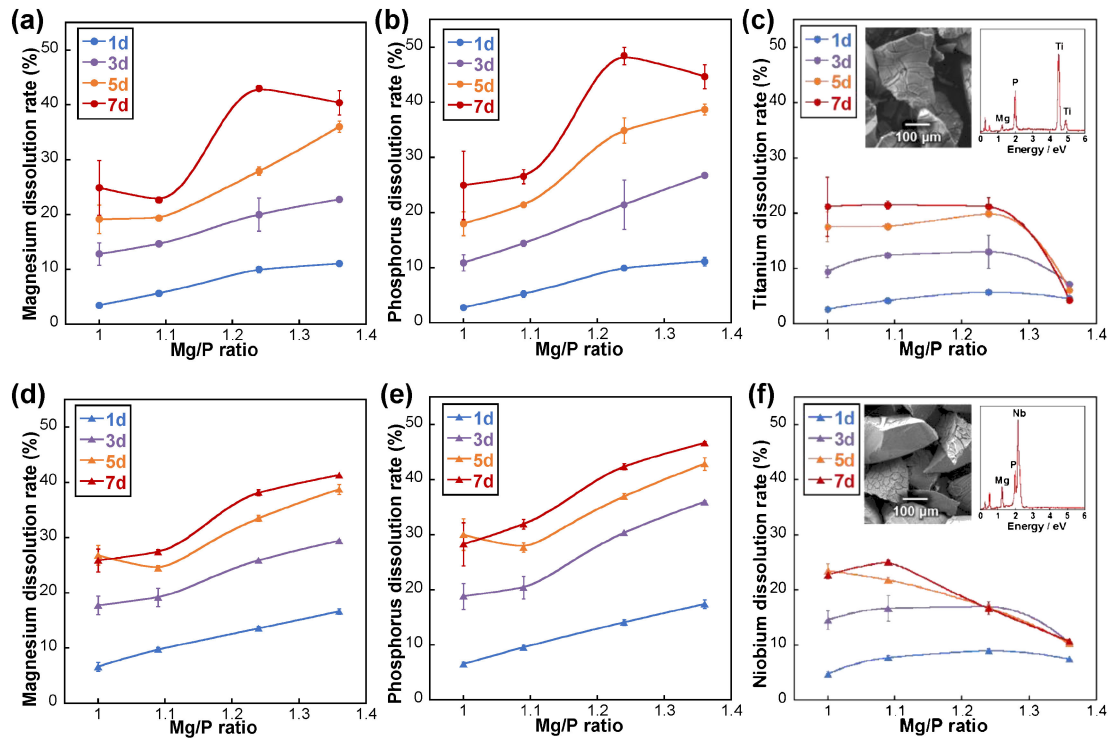 (a)
1d
3d
5d
7d
50
40
30
20
10
0
Magnesium dissolution rate (%)
1 1.1 1.2 1.3 1.4
Mg/P ratio
(b)
1d
3d
5d
7d
50
40
30
20
10
0
Phosphorus dissolution rate (%)
1 1.1 1.2 1.3 1.4
Mg/P ratio
(c)
1d
3d
5d
7d
50
40
30
20
10
0
Titanium dissolution rate (%)
100 µm
Ti
P
Mg
Ti
0 1 2 3 4 5 6
Energy / eV
1 1.1 1.2 1.3 1.4
Mg/P ratio
(d)
1d
3d
5d
7d
50
40
30
20
10
0
Magnesium dissolution rate (%)
1 1.1 1.2 1.3 1.4
Mg/P ratio
(e)
1d
3d
5d
7d
50
40
30
20
10
0
Phosphorus dissolution rate (%)
1 1.1 1.2 1.3 1.4
Mg/P ratio
(f)
1d
3d
5d
7d
50
40
30
20
10
0
Niobium dissolution rate (%)
100 µm
Nb
P
Mg
0 1 2 3 4 5 6
Energy / eV
1 1.1 1.2 1.3 1.4
Mg/P ratio